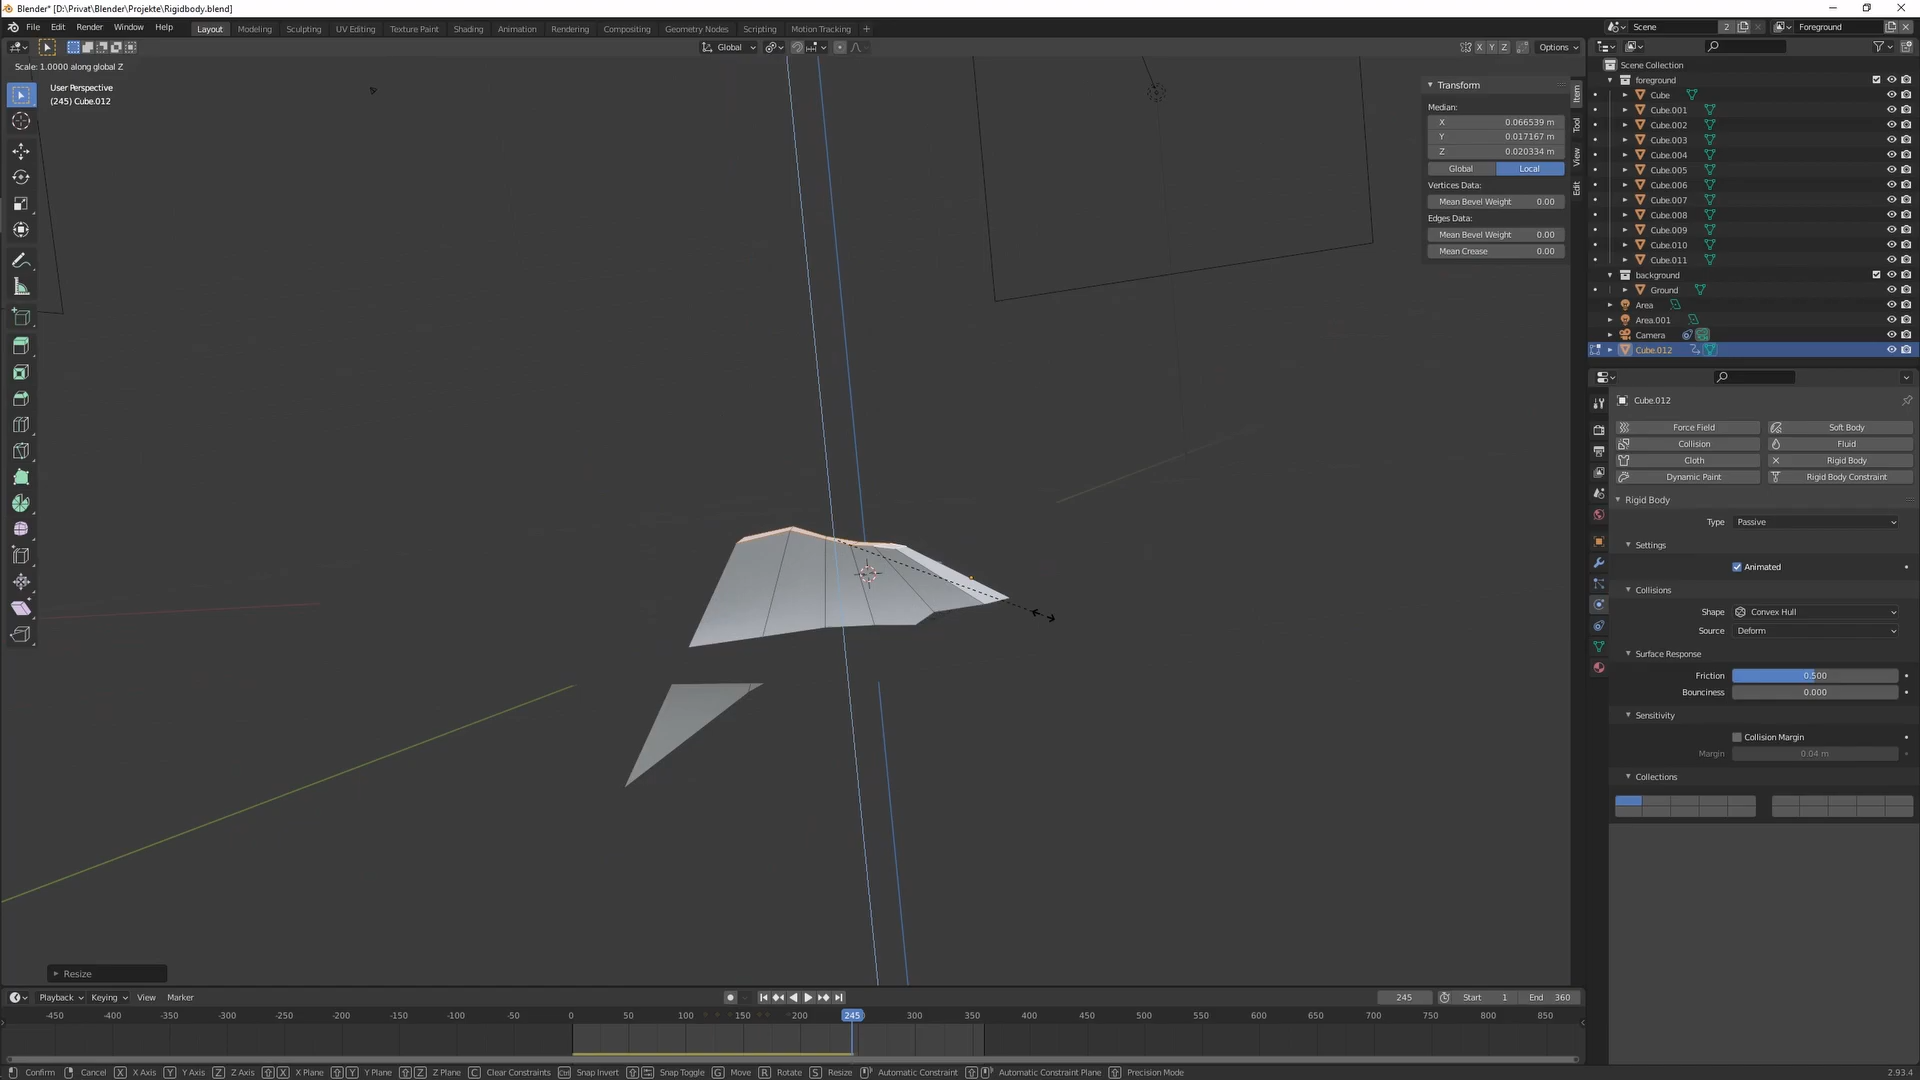 Blender* [D:\Privat\Blender\Projekte\Rigidbody.blend]
File Edit Render Window Help Layout Modeling Sculpting UV Editing Texture Paint Shading Animation Rendering Compositing Geometry Nodes Scripting Motion Tracking +
Scene 2 Foreground
Global X Y Z Options
Scale: 1.0000 along global Z
User Perspective
(245) Cube.012
Transform
Median:
X 0.066539 m
Y 0.017167 m
Z 0.020334 m
Global Local
Vertices Data:
Mean Bevel Weight 0.00
Edges Data:
Mean Bevel Weight 0.00
Mean Crease 0.00
Item
Tool
View
Edit
Scene Collection
foreground
Cube
Cube.001
Cube.002
Cube.003
Cube.004
Cube.005
Cube.006
Cube.007
Cube.008
Cube.009
Cube.010
Cube.011
background
Ground
Area
Area.001
Camera
Cube.012
Cube.012
Force Field Soft Body
Collision Fluid
Cloth Rigid Body
Dynamic Paint Rigid Body Constraint
Rigid Body
Type Passive
Settings
Animated
Collisions
Shape Convex Hull
Source Deform
Surface Response
Friction 0.500
Bounciness 0.000
Sensitivity
Collision Margin
Margin 0.04 m
Collections
Resize
Playback Keying View Marker 245 Start 1 End 360
-450 -400 -350 -300 -250 -200 -150 -100 -50 0 50 100 150 200 245 300 350 400 450 500 550 600 650 700 750 800 850
Confirm Cancel X X Axis Y Y Axis Z Z Axis X X Plane Y Y Plane Z Z Plane C Clear Constraints Ctrl Snap Invert Snap Toggle G Move R Rotate S Resize Automatic Constraint Automatic Constraint Plane Precision Mode 2.93.4